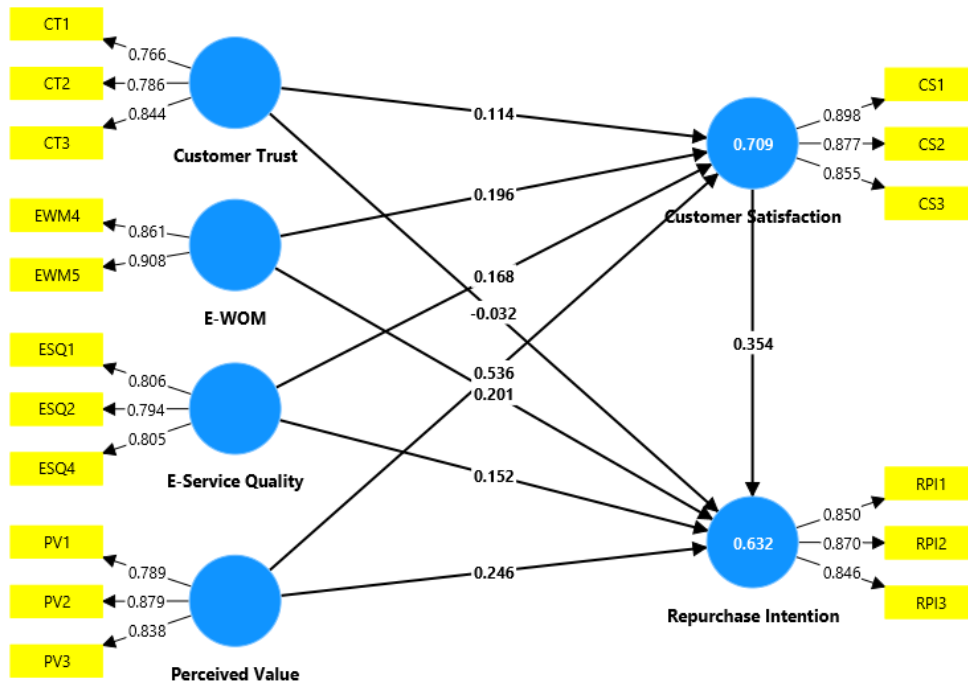 CT1
0.766
CT2
0.786
CT3
0.844
Customer Trust
EWM4
0.861
EWM5
0.908
E-WOM
ESQ1
0.806
ESQ2
0.794
ESQ4
0.805
E-Service Quality
PV1
0.789
PV2
0.879
PV3
0.838
Perceived Value
0.114
0.196
0.168
-0.032
0.536
0.201
0.152
0.246
0.709
Customer Satisfaction
0.354
0.632
Repurchase Intention
CS1
0.898
CS2
0.877
CS3
0.855
RPI1
0.850
RPI2
0.870
RPI3
0.846